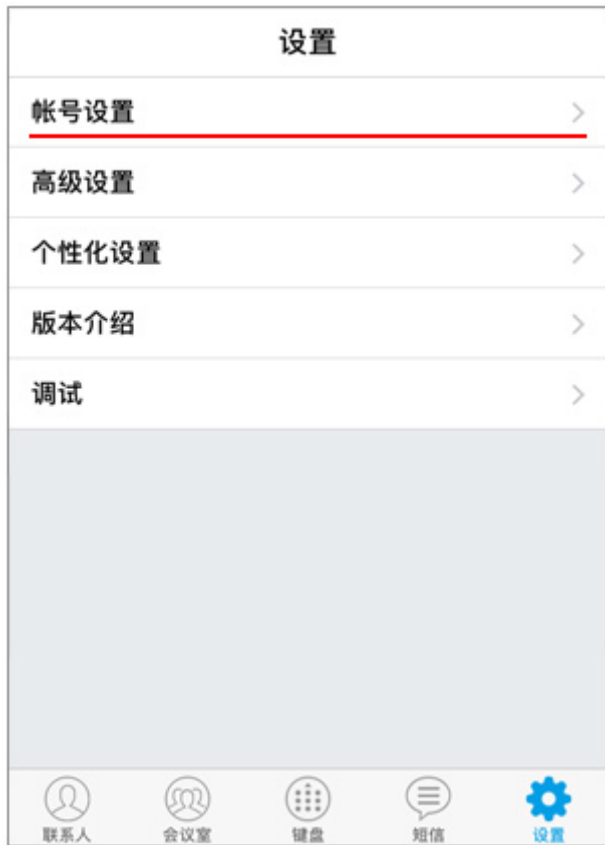 设置
帐号设置
高级设置
个性化设置
版本介绍
调试
联系人 会议室 键盘 短信 设置